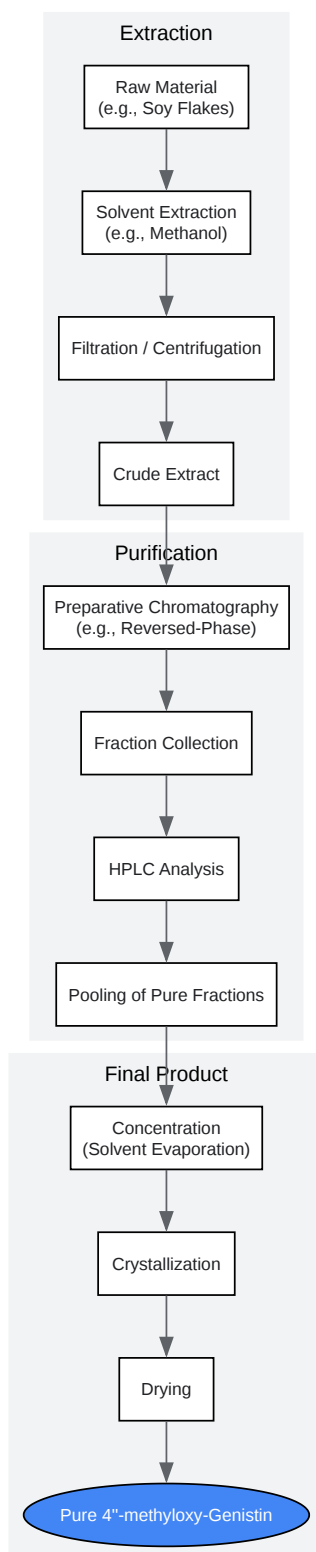 Extraction
Raw Material
(e.g., Soy Flakes)
Solvent Extraction
(e.g., Methanol)
Filtration / Centrifugation
Crude Extract
Purification
Preparative Chromatography
(e.g., Reversed-Phase)
Fraction Collection
HPLC Analysis
Pooling of Pure Fractions
Final Product
Concentration
(Solvent Evaporation)
Crystallization
Drying
Pure 4''-methyloxy-Genistin